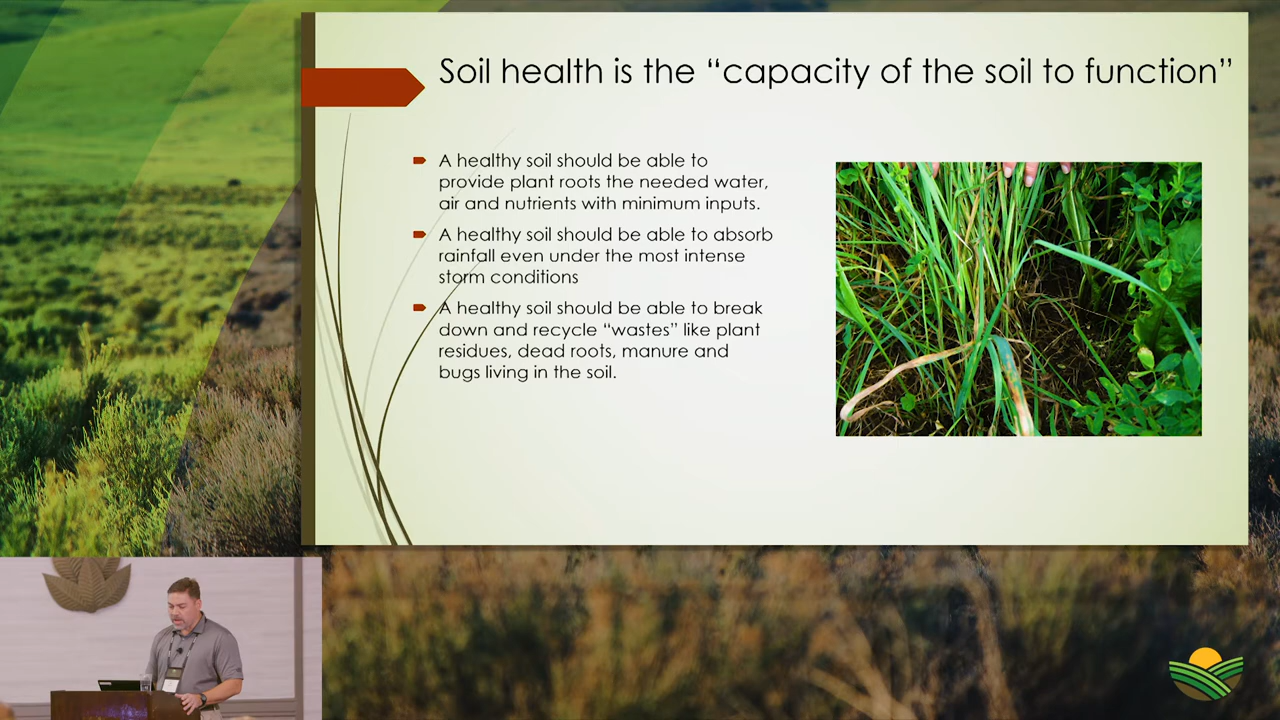 Soil health is the “capacity of the soil to function”
A healthy soil should be able to
provide plant roots the needed water,
air and nutrients with minimum inputs.
A healthy soil should be able to absorb
rainfall even under the most intense
storm conditions
A healthy soil should be able to break
down and recycle “wastes” like plant
residues, dead roots, manure and
bugs living in the soil.